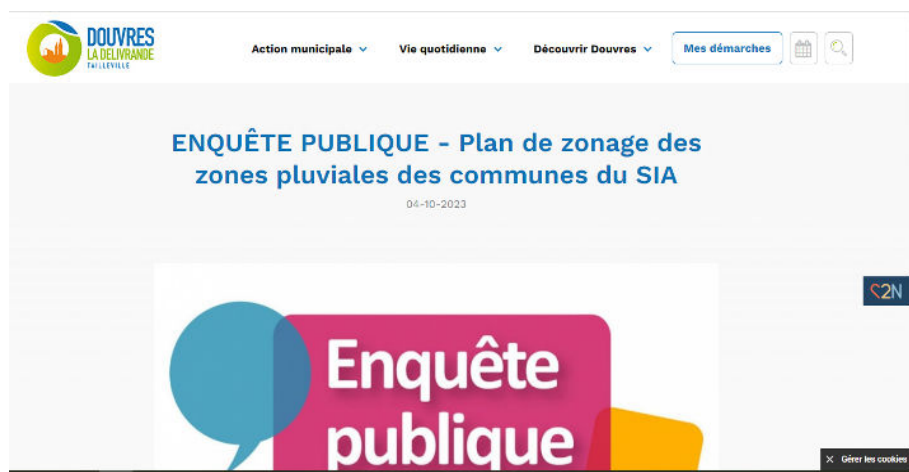 DOUVRES
LA DELIVRANDE
TAILLEVILLE
Action municipale
Vie quotidienne
Découvrir Douvres
Mes démarches
ENQUÊTE PUBLIQUE - Plan de zonage des
zones pluviales des communes du SIA
04-10-2023
C2N
Enquête
publique
X Gérer les cookies